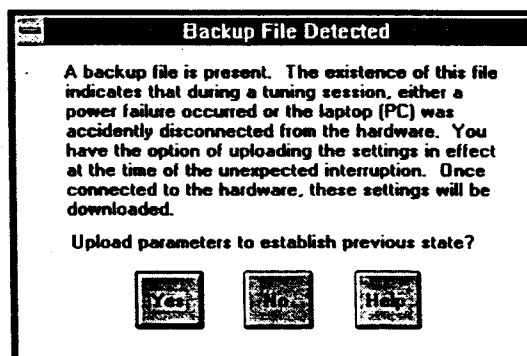 Backup File Detected
A backup file is present. The existence of this file
indicates that during a tuning session, either a
power failure occurred or the laptop (PC) was
accidently disconnected from the hardware. You
have the option of uploading the settings in effect
at the time of the unexpected interruption. Once
connected to the hardware, these settings will be
downloaded.
Upload parameters to establish previous state?
Yes No Help